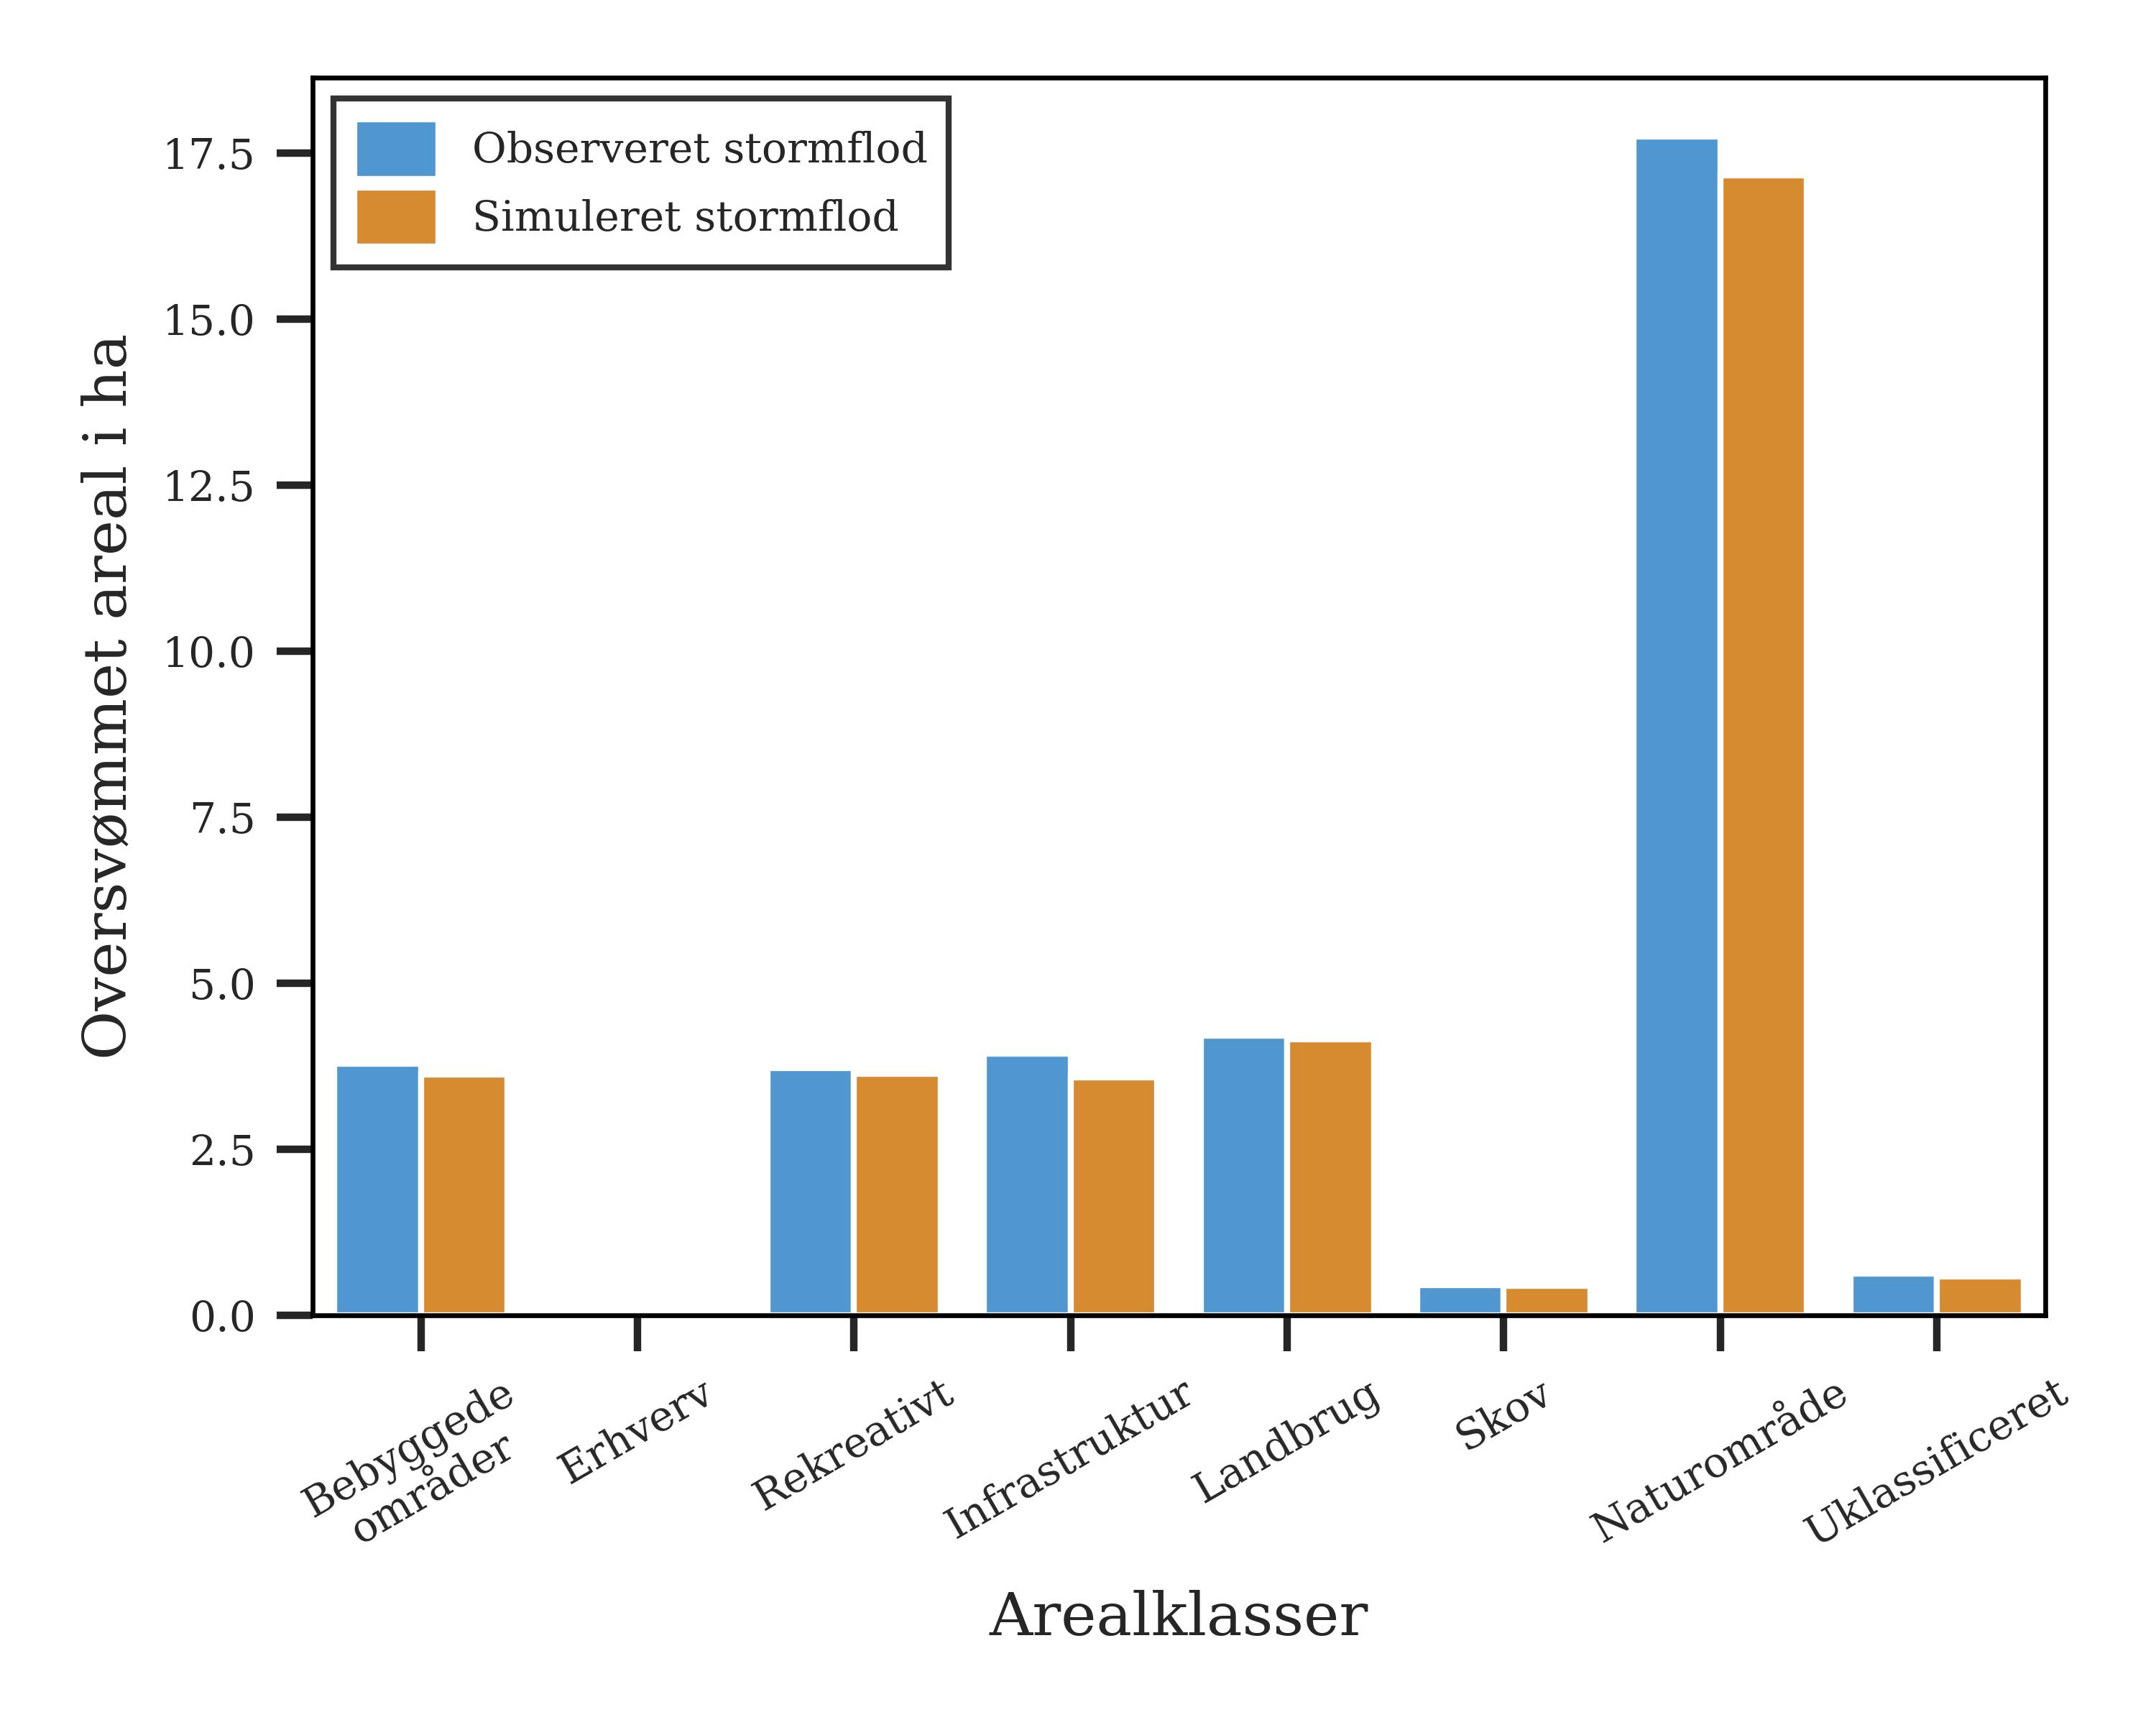 Observeret stormflod
Simuleret stormflod
Oversvømmet areal i ha
17.5
15.0
12.5
10.0
7.5
5.0
2.5
0.0
Bebyggede
områder
Erhverv
Rekreativt
Infrastruktur
Landbrug
Skov
Naturområde
Uklassificeret
Arealklasser